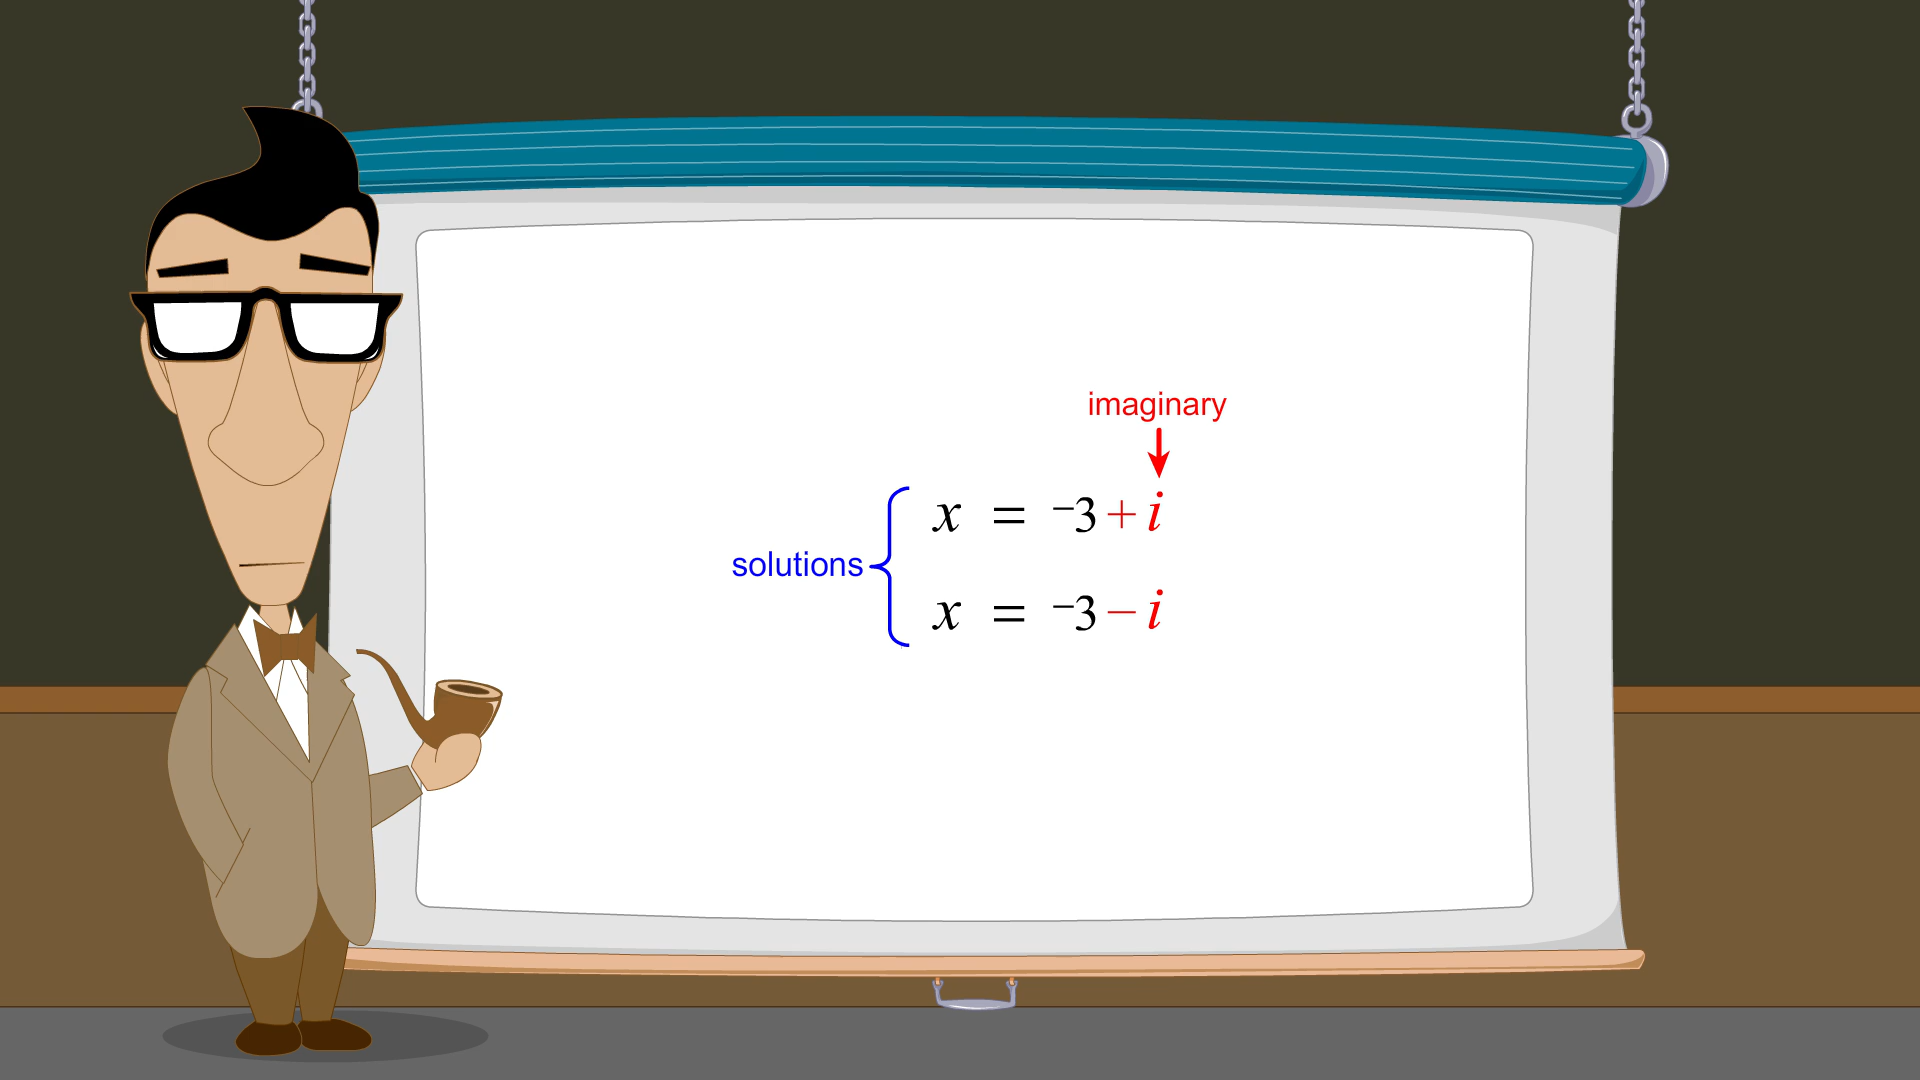 imaginary
x = ⁻3 + i
solutions
x = ⁻3 − i